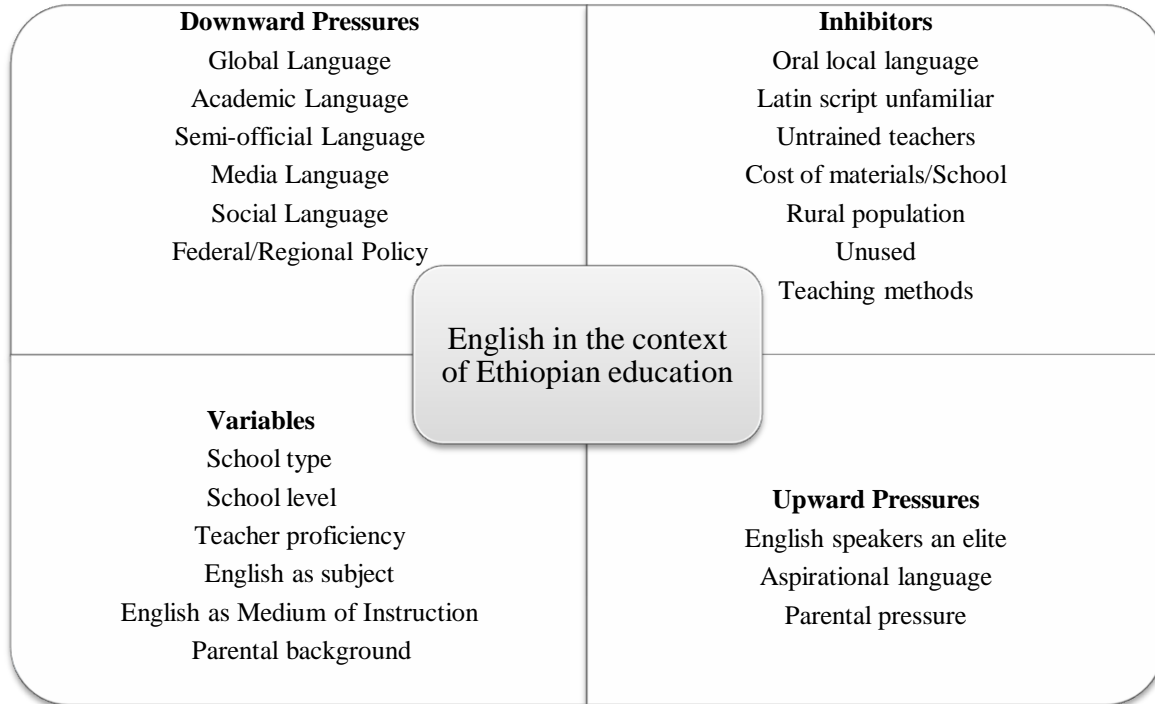 Downward Pressures
Global Language
Academic Language
Semi-official Language
Media Language
Social Language
Federal/Regional Policy
Inhibitors
Oral local language
Latin script unfamiliar
Untrained teachers
Cost of materials/School
Rural population
Unused
Teaching methods
English in the context
of Ethiopian education
Variables
School type
School level
Teacher proficiency
English as subject
English as Medium of Instruction
Parental background
Upward Pressures
English speakers an elite
Aspirational language
Parental pressure